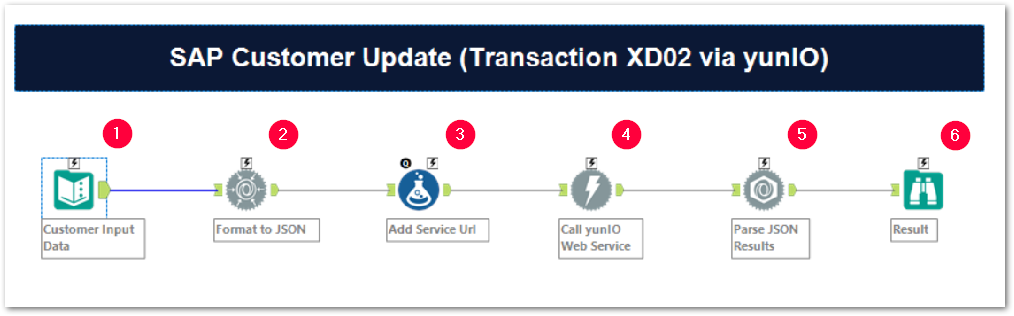 SAP Customer Update (Transaction XD02 via yunIO)
1 2 3 4 5 6
Q
Customer Input
Data
Format to JSON
Add Service Url
Call yunIO
Web Service
Parse JSON
Results
Result